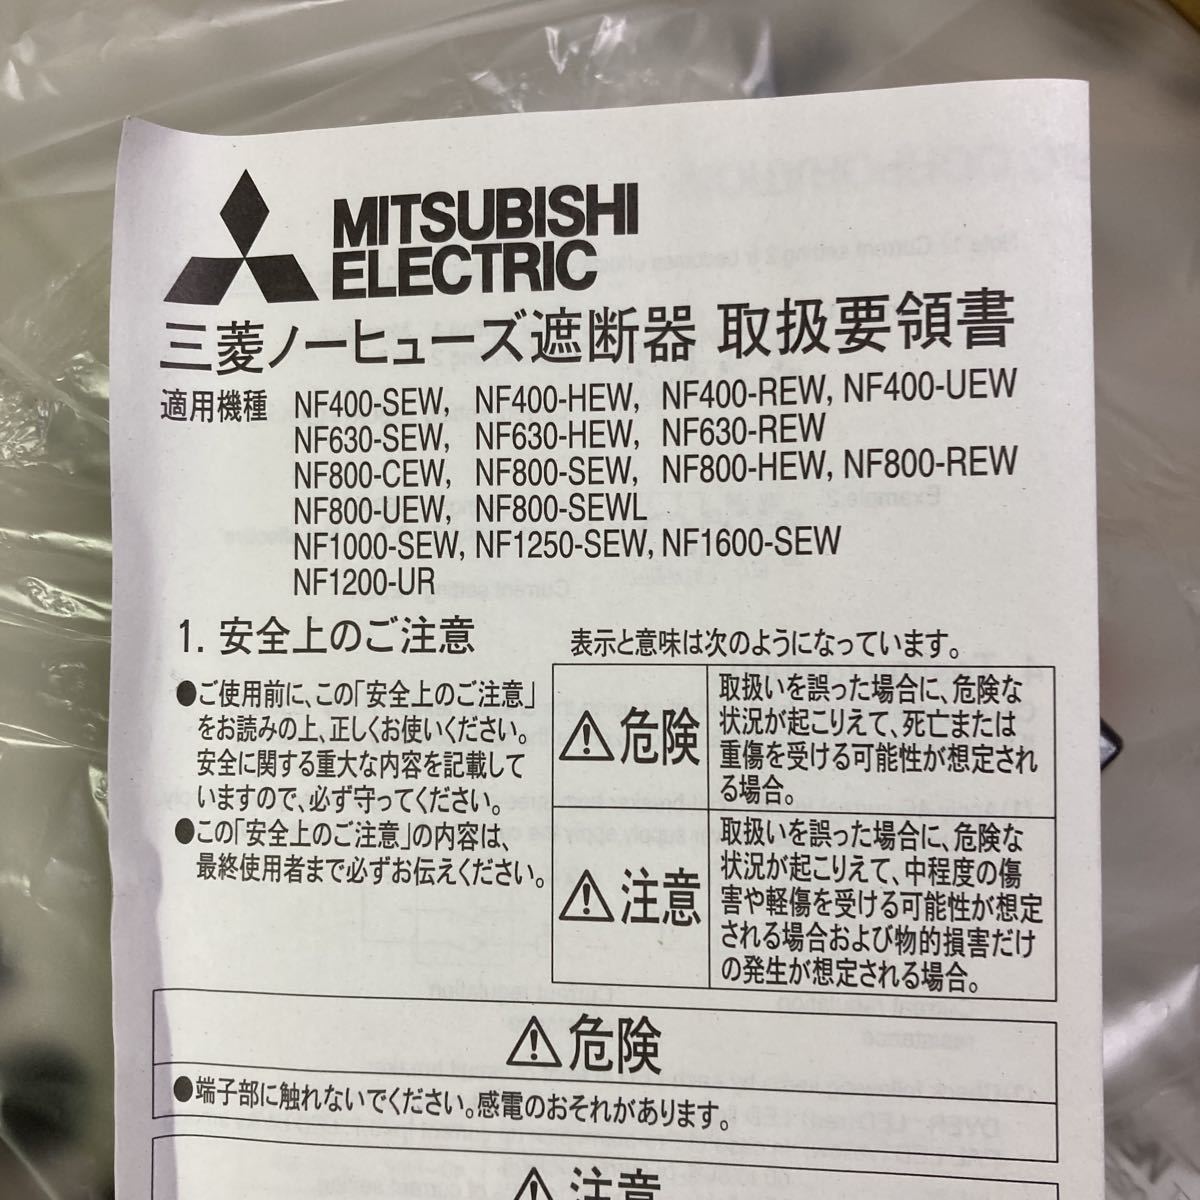 MITSUBISHI
ELECTRIC
三菱ノーヒューズ遮断器 取扱要領書
適用機種 NF400-SEW, NF400-HEW, NF400-REW, NF400-UEW
NF630-SEW, NF630-HEW, NF630-REW
NF800-CEW, NF800-SEW, NF800-HEW, NF800-REW
NF800-UEW, NF800-SEWL
NF1000-SEW, NF1250-SEW, NF1600-SEW
NF1200-UR
1. 安全上のご注意
●ご使用前に、この「安全上のご注意」
をお読みの上、正しくお使いください。
安全に関する重大な内容を記載して
いますので、必ず守ってください。
●この「安全上のご注意」の内容は、
最終使用者まで必ずお伝えください。
表示と意味は次のようになっています。
⚠危険
取扱いを誤った場合に、危険な
状況が起こりえて、死亡または
重傷を受ける可能性が想定され
る場合。
⚠注意
取扱いを誤った場合に、危険な
状況が起こりえて、中程度の傷
害や軽傷を受ける可能性が想定
される場合および物的損害だけ
の発生が想定される場合。
⚠危険
●端子部に触れないでください。感電のおそれがあります。
⚠注意